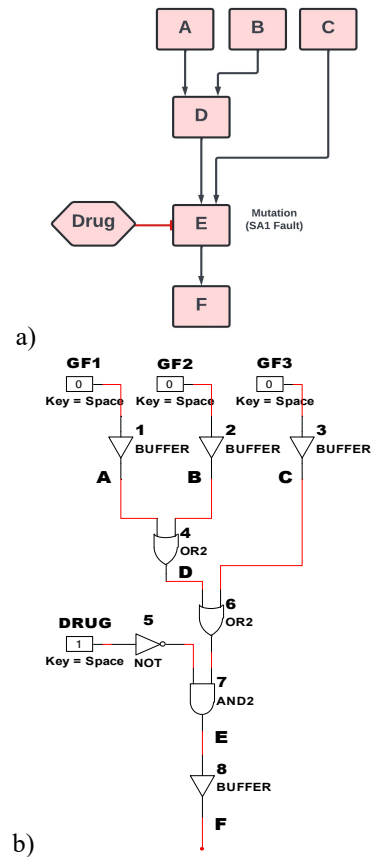 A B C
D
Drug E Mutation
(SA1 Fault)
F
a)
GF1 GF2 GF3
0 0 0
Key = Space Key = Space Key = Space
1 2 3
BUFFER BUFFER BUFFER
A B C
4
OR2
D
6
OR2
DRUG 5
1
Key = Space NOT
7
AND2
E
8
BUFFER
F
b)